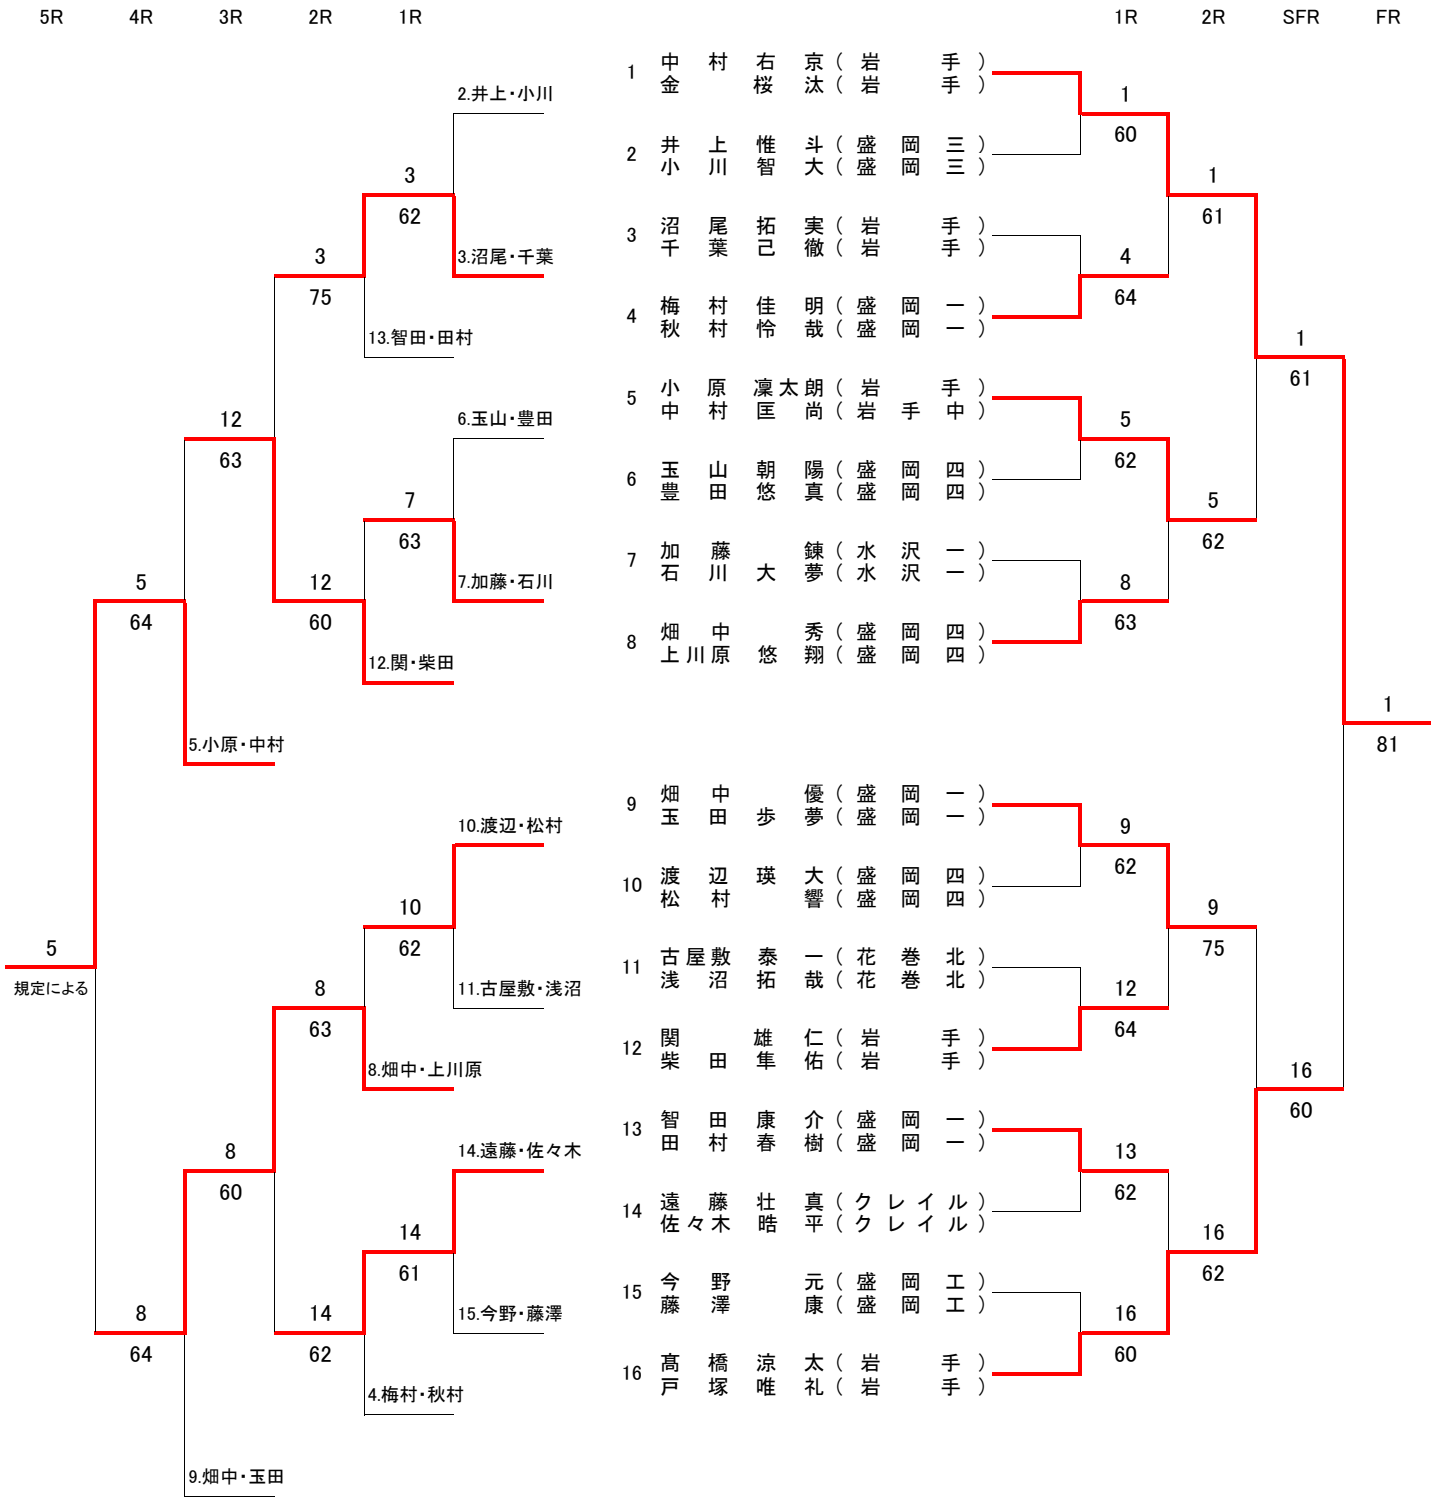 5R 4R 3R 2R 1R 1R 2R SFR FR
1 中村右京(岩手)
金桜汰(岩手)
2 井上惟斗(盛岡三)
小川智大(盛岡三)
3 沼尾拓実(岩手)
千葉己徹(岩手)
4 梅村佳明(盛岡一)
秋村怜哉(盛岡一)
5 小原凜太朗(岩手)
中村匡尚(岩手中)
6 玉山朝陽(盛岡四)
豊田悠真(盛岡四)
7 加藤錬(水沢一)
石川大夢(水沢一)
8 畑中秀(盛岡四)
上川原悠翔(盛岡四)
9 畑中優(盛岡一)
玉田歩夢(盛岡一)
10 渡辺瑛大(盛岡四)
松村響(盛岡四)
11 古屋敷泰一(花巻北)
浅沼拓哉(花巻北)
12 関雄仁(岩手)
柴田隼佑(岩手)
13 智田康介(盛岡一)
田村春樹(盛岡一)
14 遠藤壮真(クレイル)
佐々木晧平(クレイル)
15 今野元(盛岡工)
藤澤康(盛岡工)
16 髙橋涼太(岩手)
戸塚唯礼(岩手)
1
60
4
64
5
62
8
63
9
62
12
64
13
62
16
60
1
61
5
62
9
75
16
62
1
61
16
60
1
81
2.井上・小川
3
62
3.沼尾・千葉
3
75
13.智田・田村
6.玉山・豊田
12
63
7
63
7.加藤・石川
12
60
5
64
12.関・柴田
5.小原・中村
10.渡辺・松村
10
62
5
規定による
11.古屋敷・浅沼
8
63
8.畑中・上川原
14.遠藤・佐々木
8
60
14
61
15.今野・藤澤
14
62
8
64
4.梅村・秋村
9.畑中・玉田